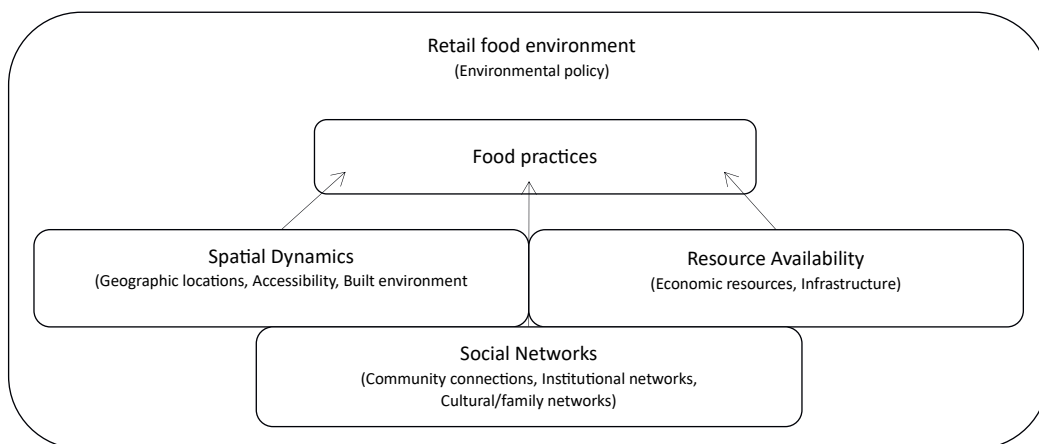 Retail food environment
(Environmental policy)
Food practices
Spatial Dynamics
(Geographic locations, Accessibility, Built environment
Resource Availability
(Economic resources, Infrastructure)
Social Networks
(Community connections, Institutional networks,
Cultural/family networks)